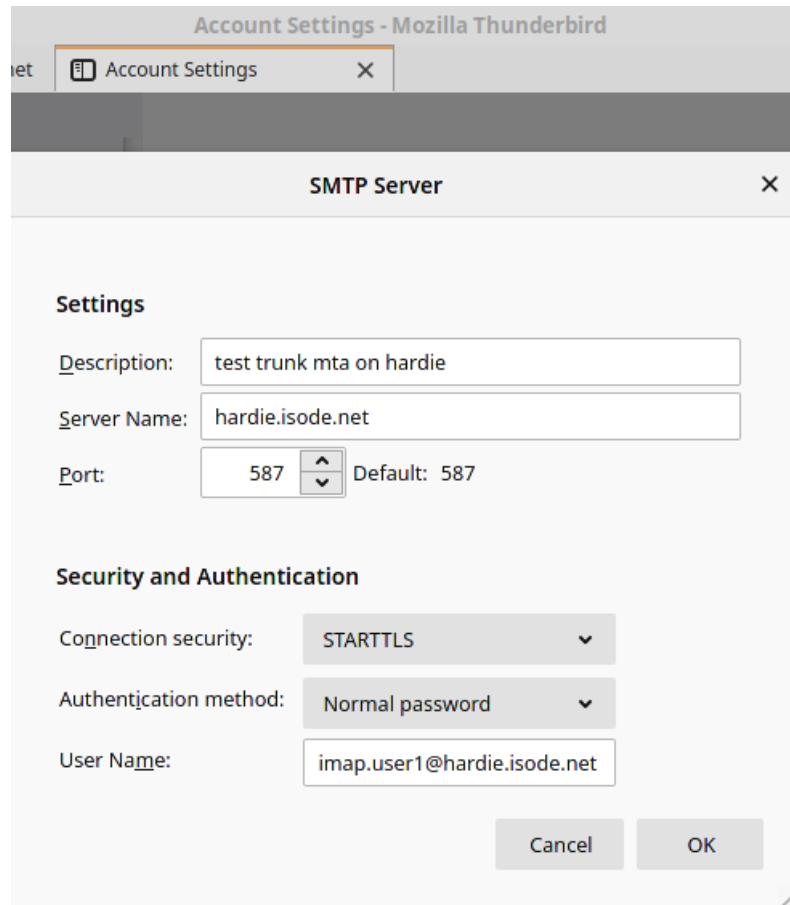 Account Settings - Mozilla Thunderbird
et Account Settings
SMTP Server
Settings
Description: test trunk mta on hardie
Server Name: hardie.isode.net
Port: 587 Default: 587
Security and Authentication
Connection security: STARTTLS
Authentication method: Normal password
User Name: imap.user1@hardie.isode.net
Cancel OK